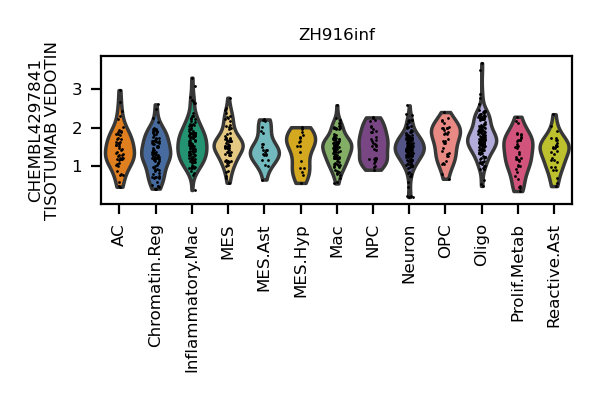 ZH916inf
CHEMBL4297841
TISOTUMAB VEDOTIN
3
2
1
AC
Chromatin.Reg
Inflammatory.Mac
MES
MES.Ast
MES.Hyp
Mac
NPC
Neuron
OPC
Oligo
Prolif.Metab
Reactive.Ast